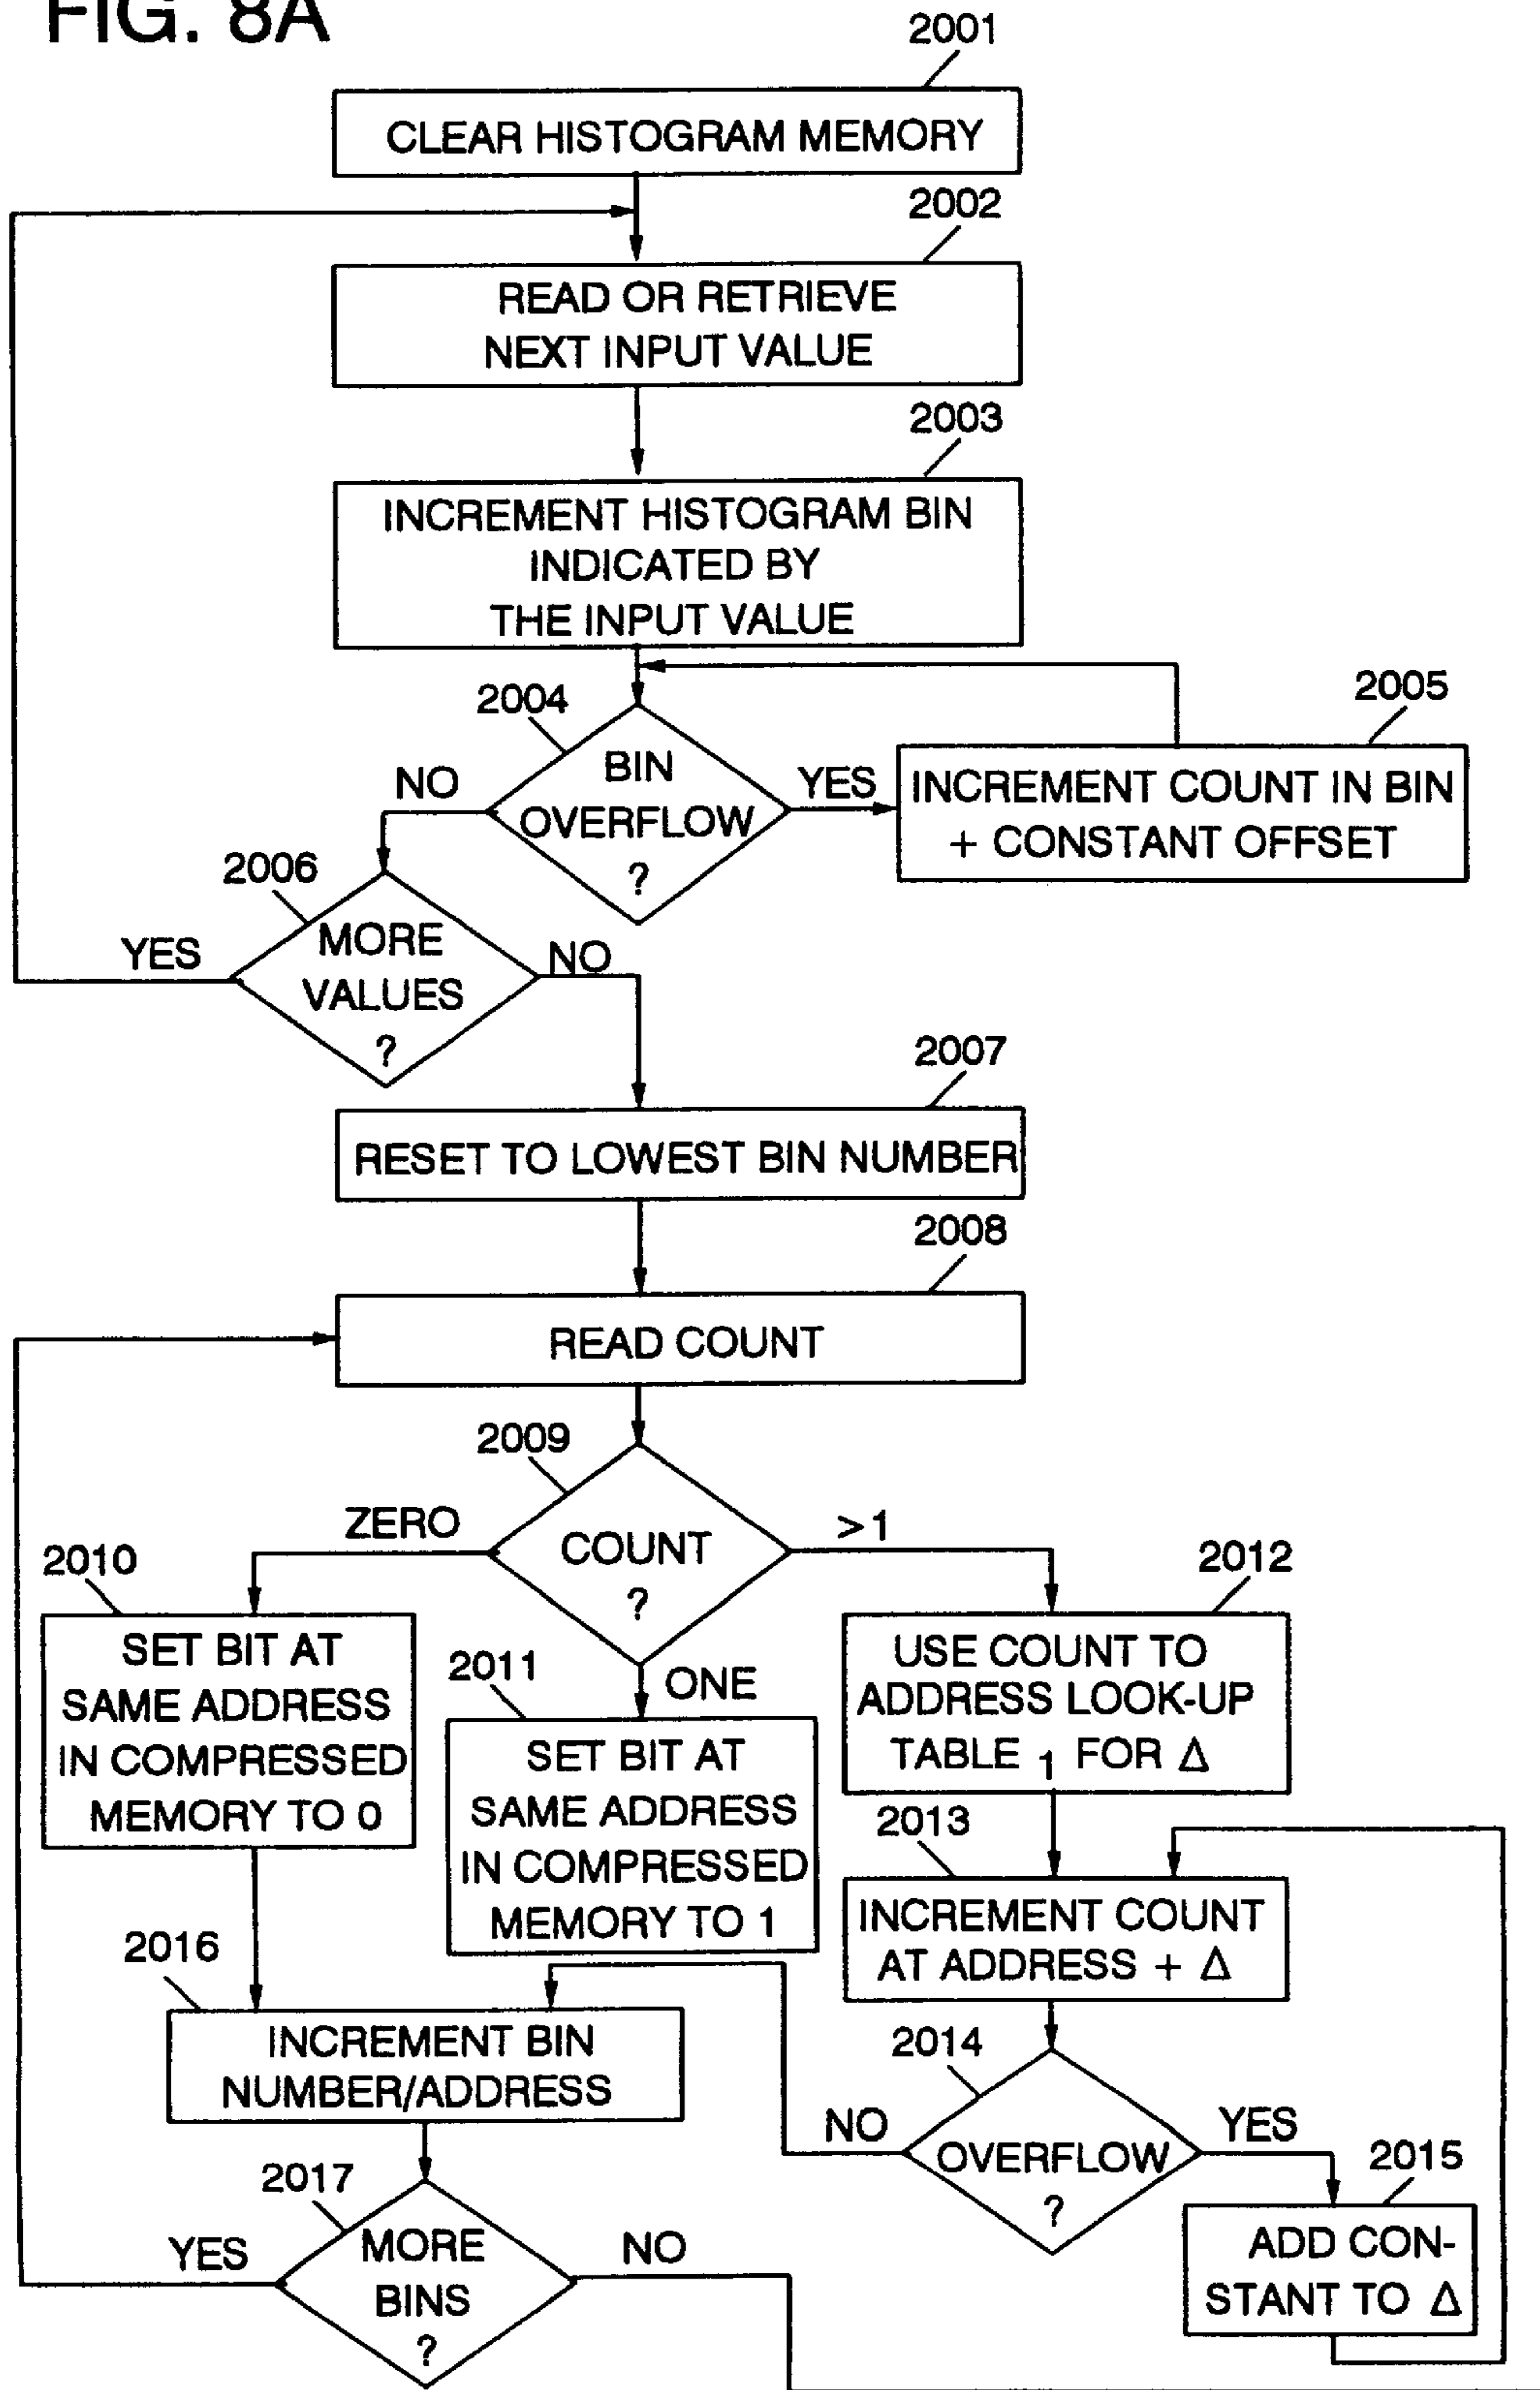 FIG. 8A
2001
CLEAR HISTOGRAM MEMORY
2002
READ OR RETRIEVE
NEXT INPUT VALUE
2003
INCREMENT HISTOGRAM BIN
INDICATED BY
THE INPUT VALUE
2004
BIN
OVERFLOW
?
NO
YES
2005
INCREMENT COUNT IN BIN
+ CONSTANT OFFSET
2006
MORE
VALUES
?
YES
NO
2007
RESET TO LOWEST BIN NUMBER
2008
READ COUNT
2009
COUNT
?
ZERO
>1
ONE
2010
SET BIT AT
SAME ADDRESS
IN COMPRESSED
MEMORY TO 0
2011
SET BIT AT
SAME ADDRESS
IN COMPRESSED
MEMORY TO 1
2012
USE COUNT TO
ADDRESS LOOK-UP
TABLE 1 FOR Δ
2013
INCREMENT COUNT
AT ADDRESS + Δ
2014
OVERFLOW
?
NO
YES
2015
ADD CON-
STANT TO Δ
2016
INCREMENT BIN
NUMBER/ADDRESS
2017
MORE
BINS
?
YES
NO